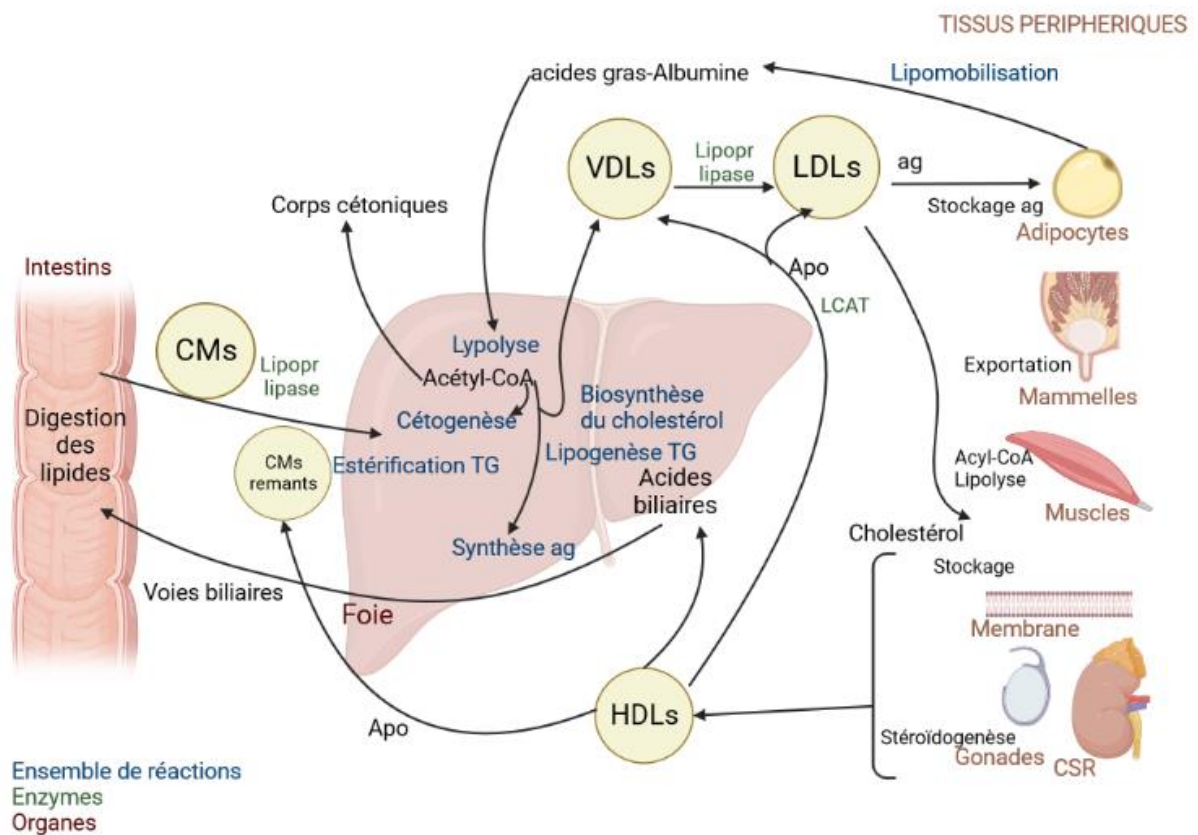 TISSUS PERIPHERIQUES
acides gras-Albumine
Lipomobilisation
VDLs
Lipopr
lipase
LDLs
ag
Stockage ag
Adipocytes
Corps cétoniques
Apo
LCAT
Intestins
CMs
Lipopr
lipase
Digestion
des
lipides
CMs
remants
Lypolyse
Acétyl-CoA
Cétogenèse
Biosynthèse
du cholestérol
Estérification TG
Lipogenèse TG
Acides
biliaires
Synthèse ag
Voies biliaires
Foie
Exportation
Mammelles
Acyl-CoA
Lipolyse
Muscles
Cholestérol
Stockage
Membrane
HDLs
Apo
Stéroïdogenèse
Gonades
CSR
Ensemble de réactions
Enzymes
Organes